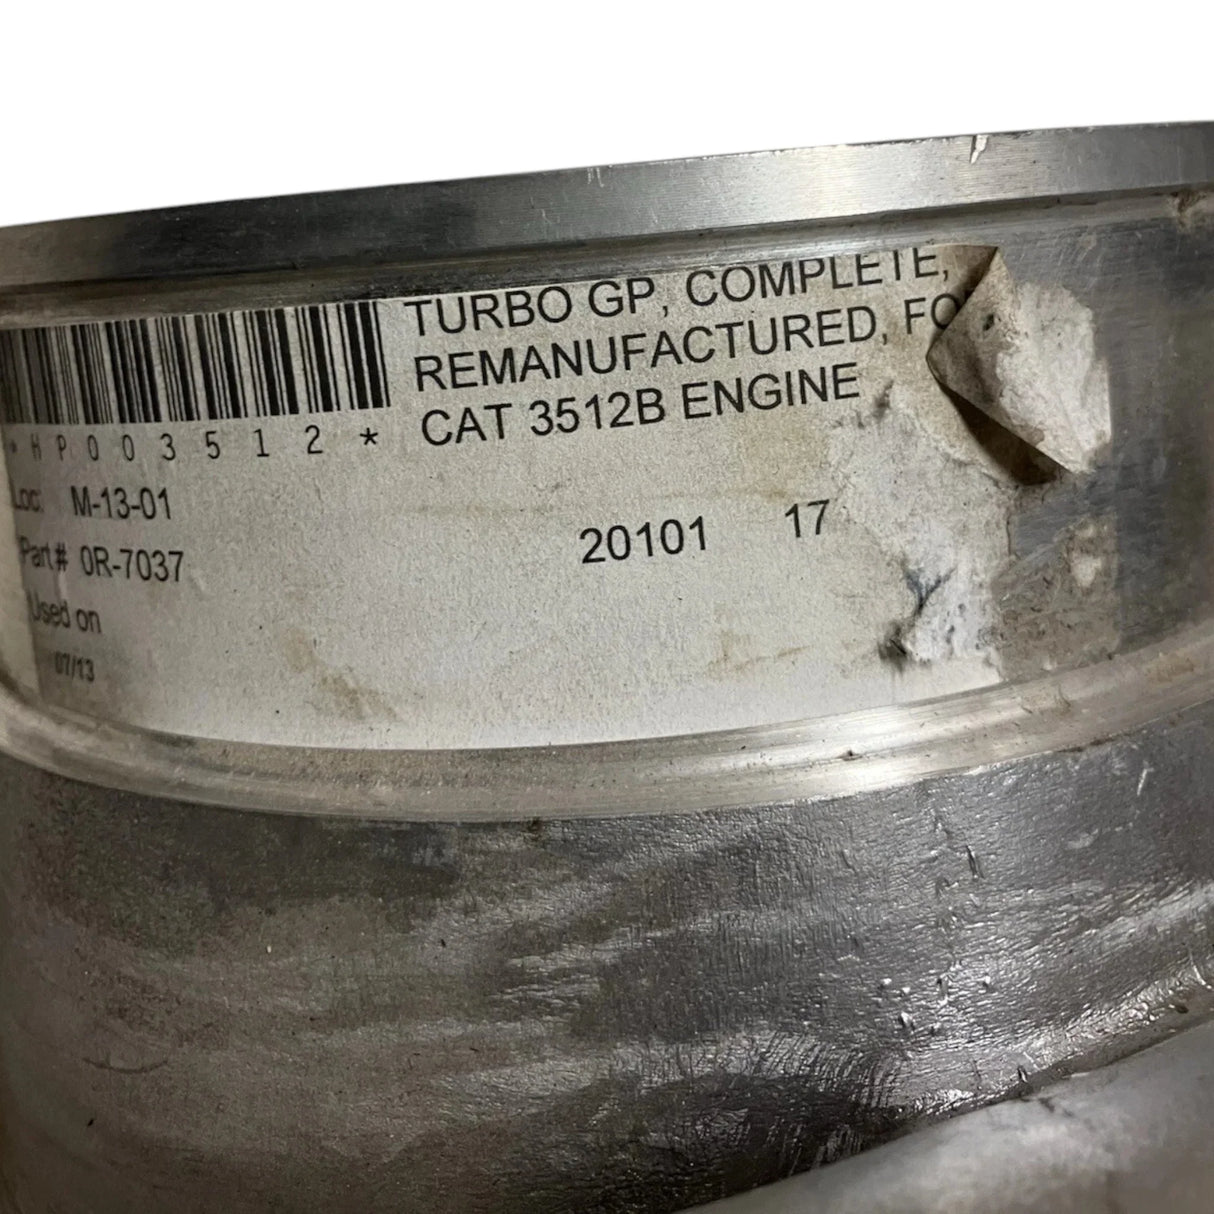 TURBO GP, COMPLETE,
REMANUFACTURED, FO
CAT 3512B ENGINE
*HP003512*
Loc: M-13-01
Part# 0R-7037
20101 17
Used on
07/13